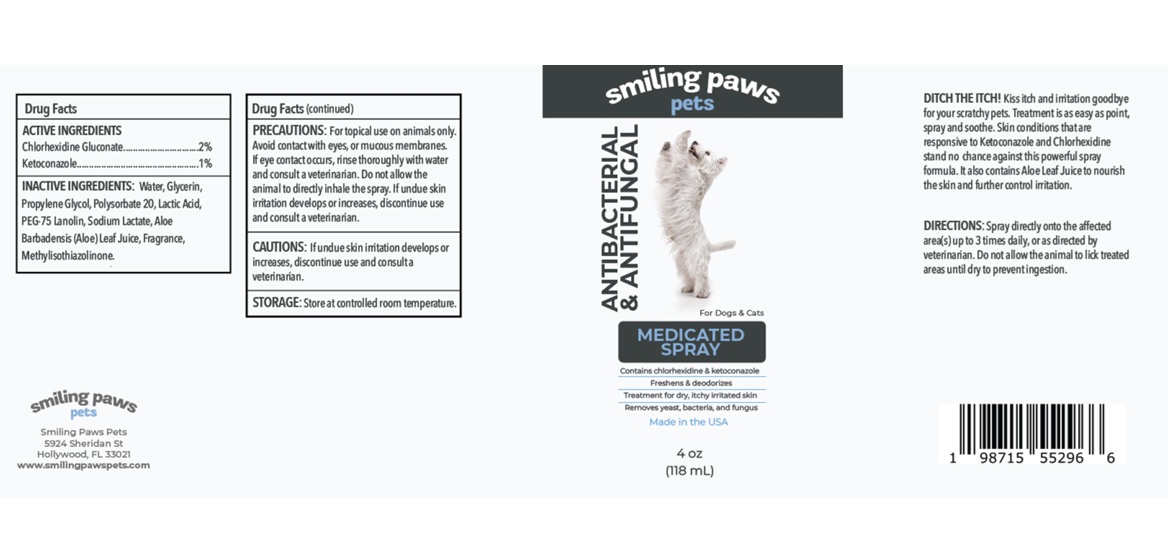 Drug Facts
ACTIVE INGREDIENTS
Chlorhexidine Gluconate.............................2%
Ketoconazole.................................................1%
INACTIVE INGREDIENTS: Water, Glycerin,
Propylene Glycol, Polysorbate 20, Lactic Acid,
PEG-75 Lanolin, Sodium Lactate, Aloe
Barbadensis (Aloe) Leaf Juice, Fragrance,
Methylisothiazolinone.
smiling paws
pets
Smiling Paws Pets
5924 Sheridan St
Hollywood, FL 33021
www.smilingpawspets.com
Drug Facts (continued)
PRECAUTIONS: For topical use on animals only.
Avoid contact with eyes, or mucous membranes.
If eye contact occurs, rinse thoroughly with water
and consult a veterinarian. Do not allow the
animal to directly inhale the spray. If undue skin
irritation develops or increases, discontinue use
and consult a veterinarian.
CAUTIONS: If undue skin irritation develops or
increases, discontinue use and consult a
veterinarian.
STORAGE: Store at controlled room temperature.
smiling paws
pets
ANTIBACTERIAL
& ANTIFUNGAL
For Dogs & Cats
MEDICATED
SPRAY
Contains chlorhexidine & ketoconazole
Freshens & deodorizes
Treatment for dry, itchy irritated skin
Removes yeast, bacteria, and fungus
Made in the USA
4 oz
(118 mL)
DITCH THE ITCH! Kiss itch and irritation goodbye
for your scratchy pets. Treatment is as easy as point,
spray and soothe. Skin conditions that are
responsive to Ketoconazole and Chlorhexidine
stand no chance against this powerful spray
formula. It also contains Aloe Leaf Juice to nourish
the skin and further control irritation.
DIRECTIONS: Spray directly onto the affected
area(s) up to 3 times daily, or as directed by
veterinarian. Do not allow the animal to lick treated
areas until dry to prevent ingestion.
1 98715 55296 6